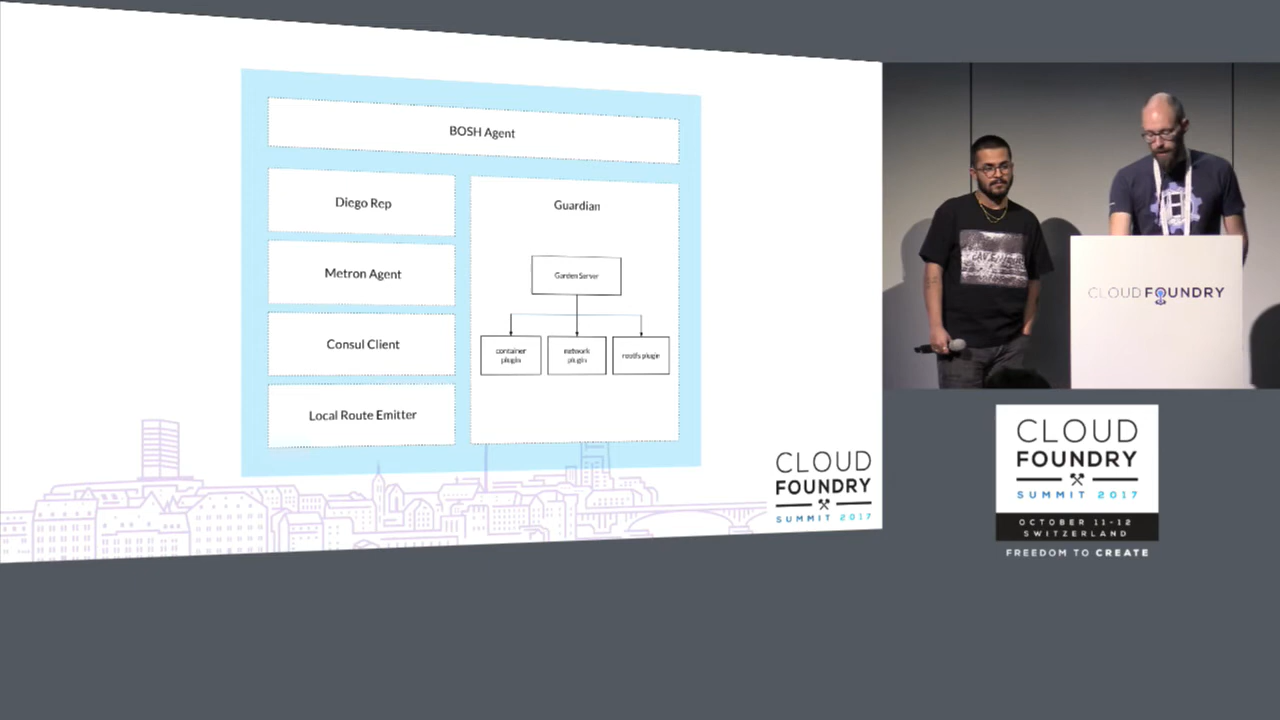 BOSH Agent
Diego Rep
Metron Agent
Consul Client
Local Route Emitter
Guardian
Garden Server
container
plugin
network
plugin
rootfs plugin
CLOUD
FOUNDRY
SUMMIT 2017
CLOUD FOUNDRY
CLOUD
FOUNDRY
SUMMIT 2017
OCTOBER 11-12
SWITZERLAND
FREEDOM TO CREATE